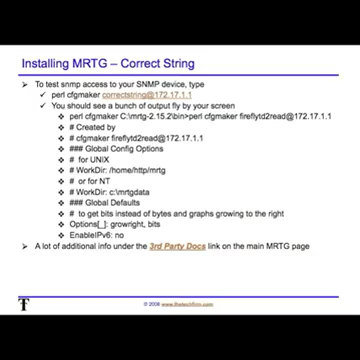 Installing MRTG – Correct String
To test snmp access to your SNMP device, type
perl cfgmaker correctstring@172.17.1.1
You should see a bunch of output fly by your screen
perl cfgmaker C:\mrtg-2.15.2\bin>perl cfgmaker fireflytd2read@172.17.1.1
# Created by
# cfgmaker fireflytd2read@172.17.1.1
### Global Config Options
# for UNIX
# WorkDir: /home/http/mrtg
# or for NT
# WorkDir: c:\mrtgdata
### Global Defaults
# to get bits instead of bytes and graphs growing to the right
Options[_]: growright, bits
EnableIPv6: no
A lot of additional info under the 3rd Party Docs link on the main MRTG page
© 2008 www.thetechfirm.com